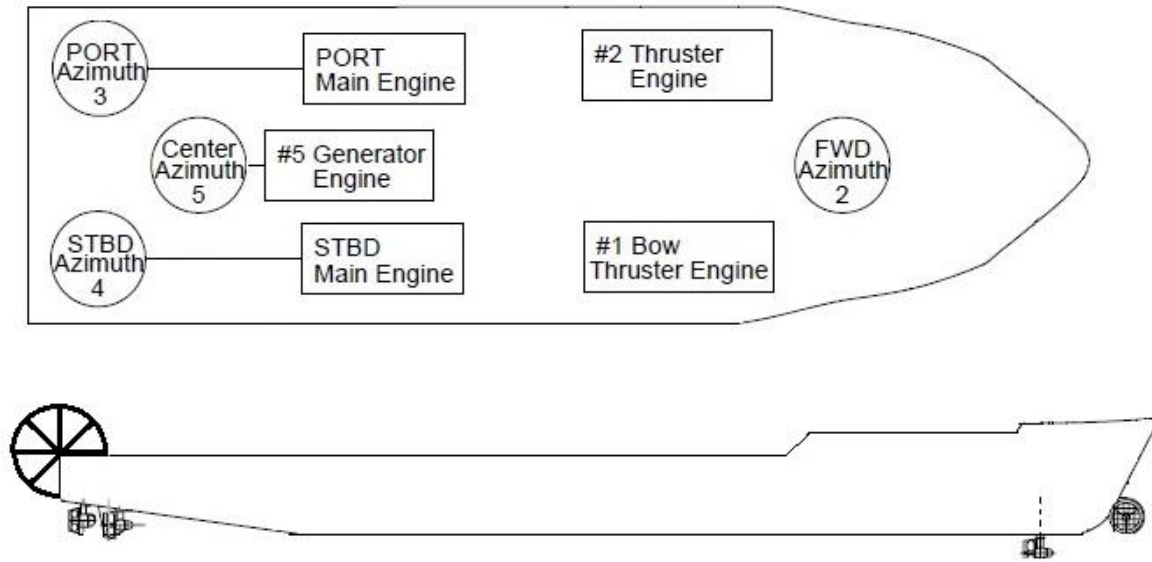 PORT
Azimuth
3
PORT
Main Engine
#2 Thruster
Engine
Center
Azimuth
5
#5 Generator
Engine
FWD
Azimuth
2
STBD
Azimuth
4
STBD
Main Engine
#1 Bow
Thruster Engine